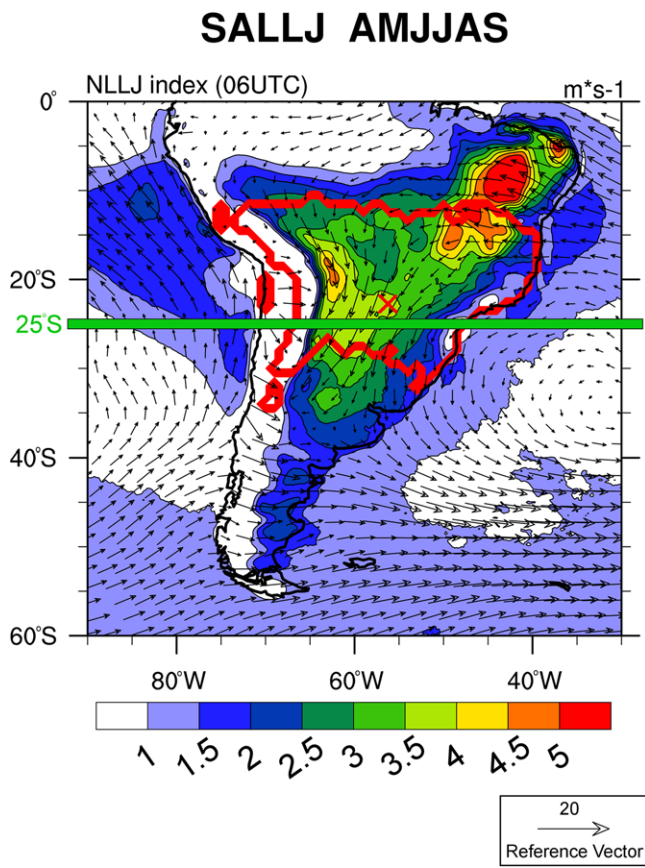 SALLJ AMJJAS
NLLJ index (06UTC) m*s-1
0°
20°S
25°S
40°S
60°S
80°W 60°W 40°W
1 1.5 2 2.5 3 3.5 4 4.5 5
20
Reference Vector